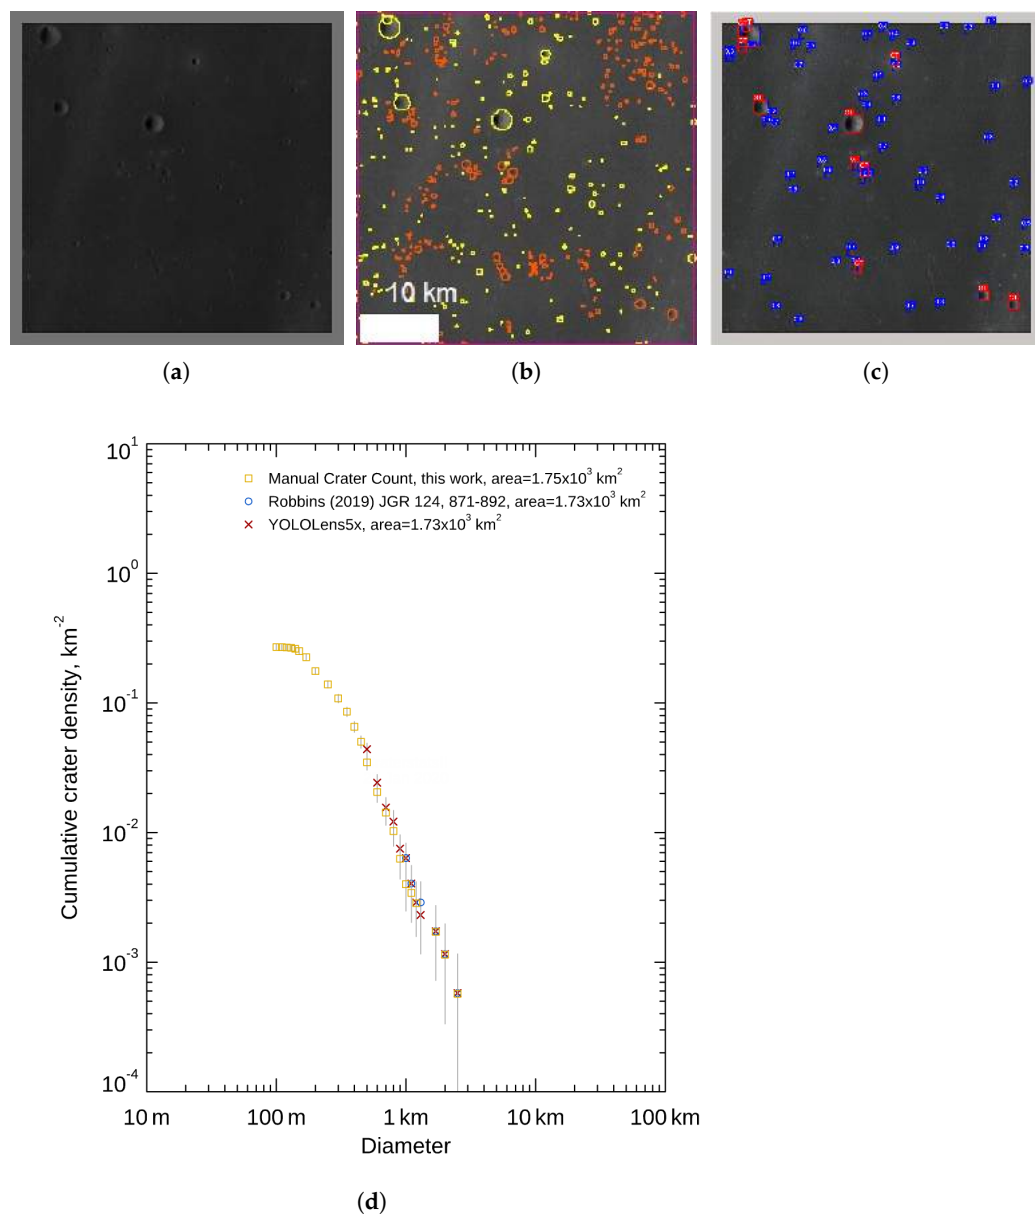 10 km
(a)
(b)
(c)
Manual Crater Count, this work, area=1.75x10³ km²
Robbins (2019) JGR 124, 871-892, area=1.73x10³ km²
YOLOLens5x, area=1.73x10³ km²
10¹
10⁰
10⁻¹
10⁻²
10⁻³
10⁻⁴
Cumulative crater density, km⁻²
10 m
100 m
1 km
10 km
100 km
Diameter
(d)